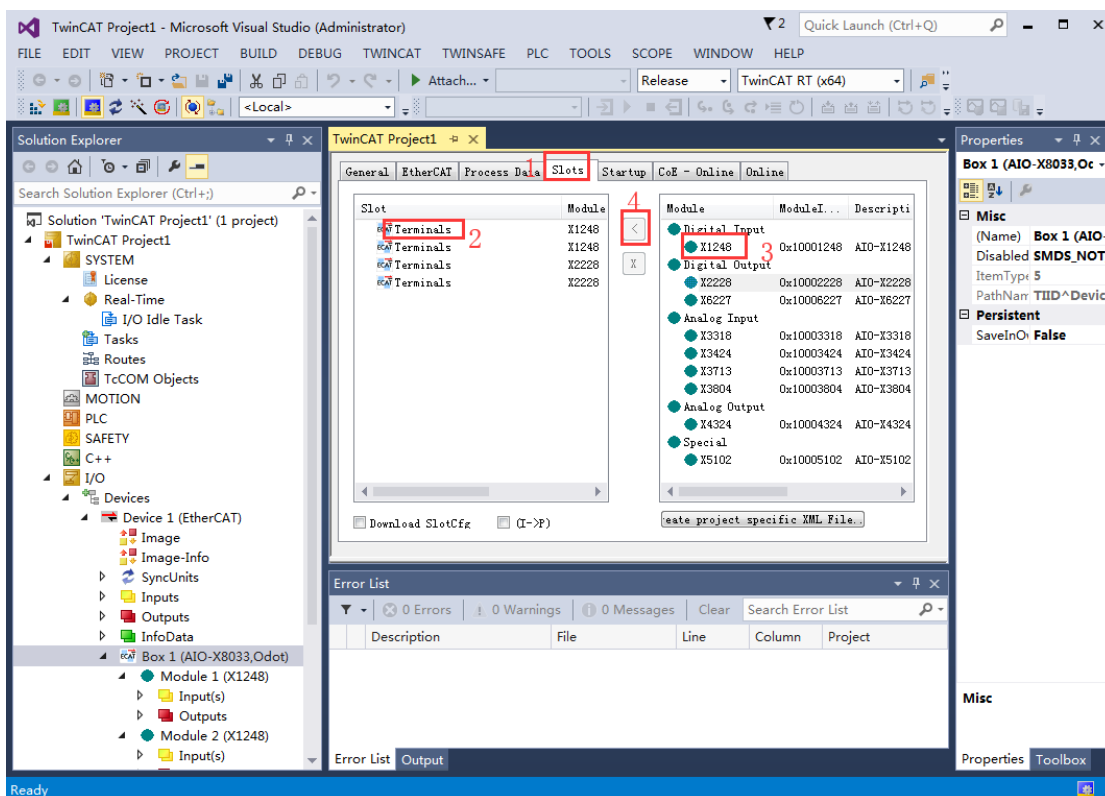 TwinCAT Project1 - Microsoft Visual Studio (Administrator)
2
Quick Launch (Ctrl+Q)
FILE EDIT VIEW PROJECT BUILD DEBUG TWINCAT TWINSAFE PLC TOOLS SCOPE WINDOW HELP
Attach... Release TwinCAT RT (x64)
<Local>
Solution Explorer
Search Solution Explorer (Ctrl+;)
Solution 'TwinCAT Project1' (1 project)
TwinCAT Project1
SYSTEM
License
Real-Time
I/O Idle Task
Tasks
Routes
TcCOM Objects
MOTION
PLC
SAFETY
C++
I/O
Devices
Device 1 (EtherCAT)
Image
Image-Info
SyncUnits
Inputs
Outputs
InfoData
Box 1 (AIO-X8033,Odot)
Module 1 (X1248)
Input(s)
Outputs
Module 2 (X1248)
Input(s)
TwinCAT Project1
General EtherCAT Process Data 1 Slots Startup CoE - Online Online
Slot Module
Terminals 2 X1248
Terminals X1248
Terminals X2228
Terminals X2228
4
<
X
Module ModuleI... Descripti
Digital Input
X1248 3 0x10001248 AIO-X1248
Digital Output
X2228 0x10002228 AIO-X2228
X6227 0x10006227 AIO-X6227
Analog Input
X3318 0x10003318 AIO-X3318
X3424 0x10003424 AIO-X3424
X3713 0x10003713 AIO-X3713
X3804 0x10003804 AIO-X3804
Analog Output
X4324 0x10004324 AIO-X4324
Special
X5102 0x10005102 AIO-X5102
Download SlotCfg (I->P) reate project specific XML File..
Error List
0 Errors 0 Warnings 0 Messages Clear Search Error List
Description File Line Column Project
Error List Output
Properties
Box 1 (AIO-X8033,Oc
Misc
(Name) Box 1 (AIO-
Disabled SMDS_NOT
ItemType 5
PathNam TIID^Devic
Persistent
SaveInO False
Misc
Properties Toolbox
Ready